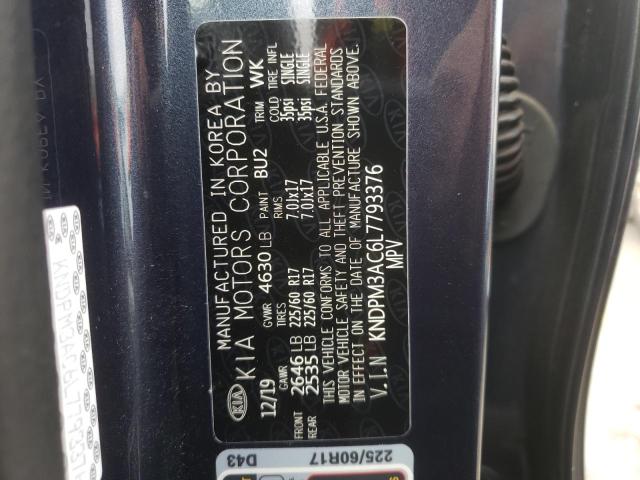 MANUFACTURED IN KOREA BY
KIA KIA MOTORS CORPORATION
12/19 GVWR 4630 LB PAINT BU2 TRIM WK
GAWR TIRES RIMS COLD TIRE INFL
FRONT 2646 LB 225/60 R17 7.0Jx17 35psi SINGLE
REAR 2535 LB 225/60 R17 7.0Jx17 35psi SINGLE
THIS VEHICLE CONFORMS TO ALL APPLICABLE U.S.A. FEDERAL
MOTOR VEHICLE SAFETY AND THEFT PREVENTION STANDARDS
IN EFFECT ON THE DATE OF MANUFACTURE SHOWN ABOVE.
V.I.N KNDPM3AC6L7793376
MPV
D43
225/60R17